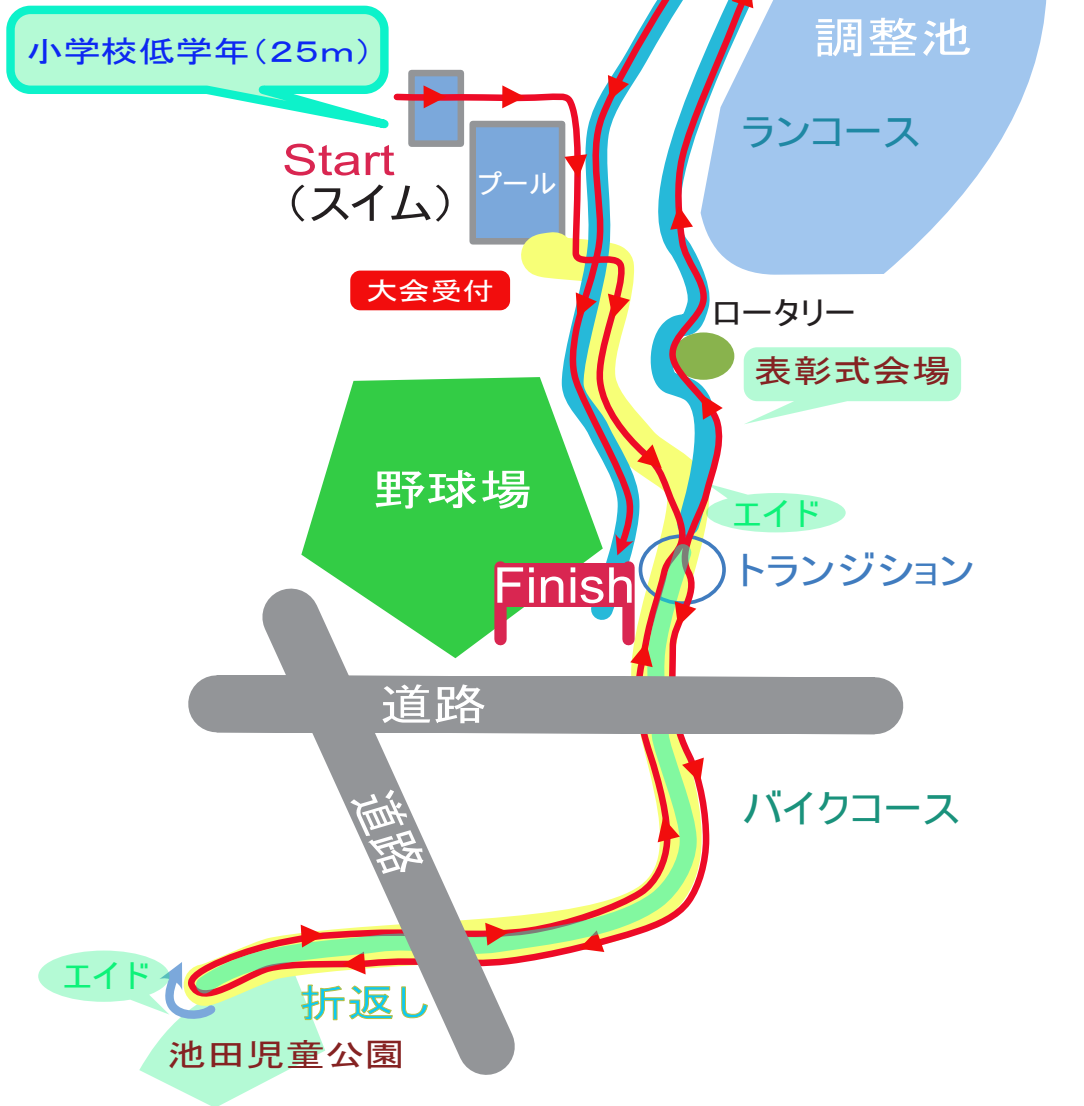 小学校低学年(25m)
調整池
ランコース
Start
(スイム)
プール
大会受付
ロータリー
表彰式会場
野球場
エイド
トランジション
Finish
道路
道路
バイクコース
エイド
折返し
池田児童公園